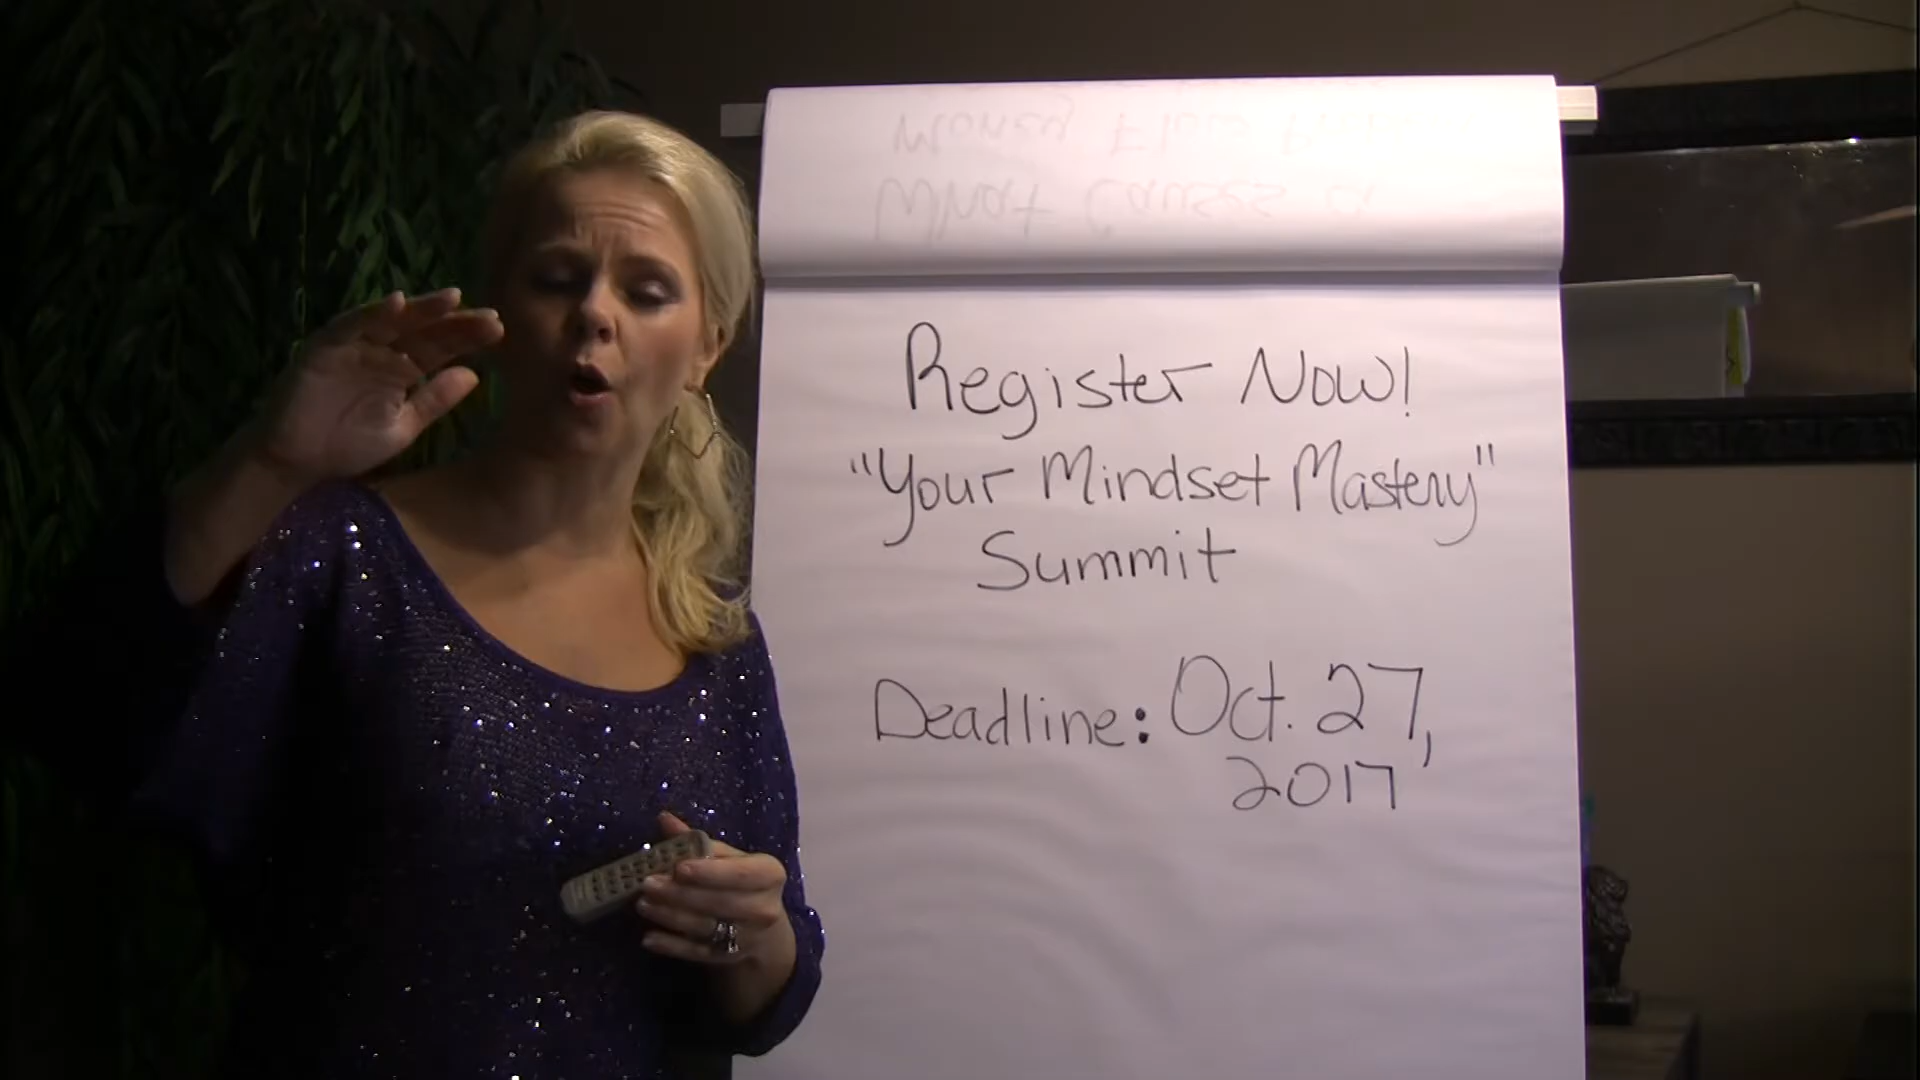 Register Now!
"Your Mindset Mastery"
Summit
Deadline: Oct. 27,
2017